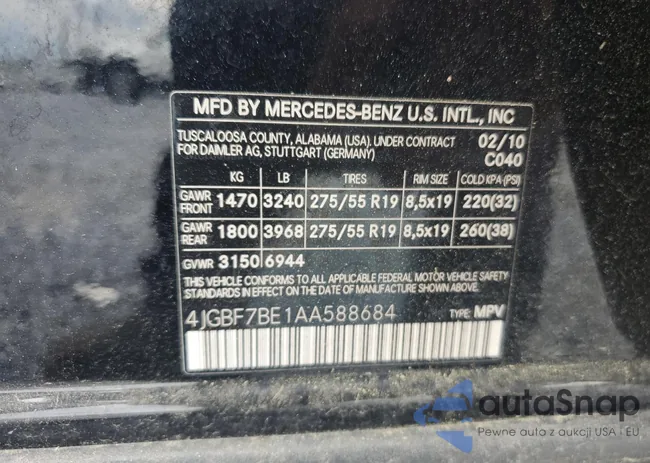 MFD BY MERCEDES-BENZ U.S. INTL., INC
TUSCALOOSA COUNTY, ALABAMA (USA). UNDER CONTRACT 02/10
FOR DAIMLER AG, STUTTGART (GERMANY) C040
KG LB TIRES RIM SIZE COLD KPA(PSI)
GAWR FRONT 1470 3240 275/55 R19 8,5x19 220(32)
GAWR REAR 1800 3968 275/55 R19 8,5x19 260(38)
GVWR 3150 6944
THIS VEHICLE CONFORMS TO ALL APPLICABLE FEDERAL MOTOR VEHICLE SAFETY
STANDARDS IN EFFECT ON THE DATE OF MANUFACTURE SHOWN ABOVE.
4JGBF7BE1AA588684 TYPE: MPV
autoSnap
Pewne auta z aukcji USA i EU